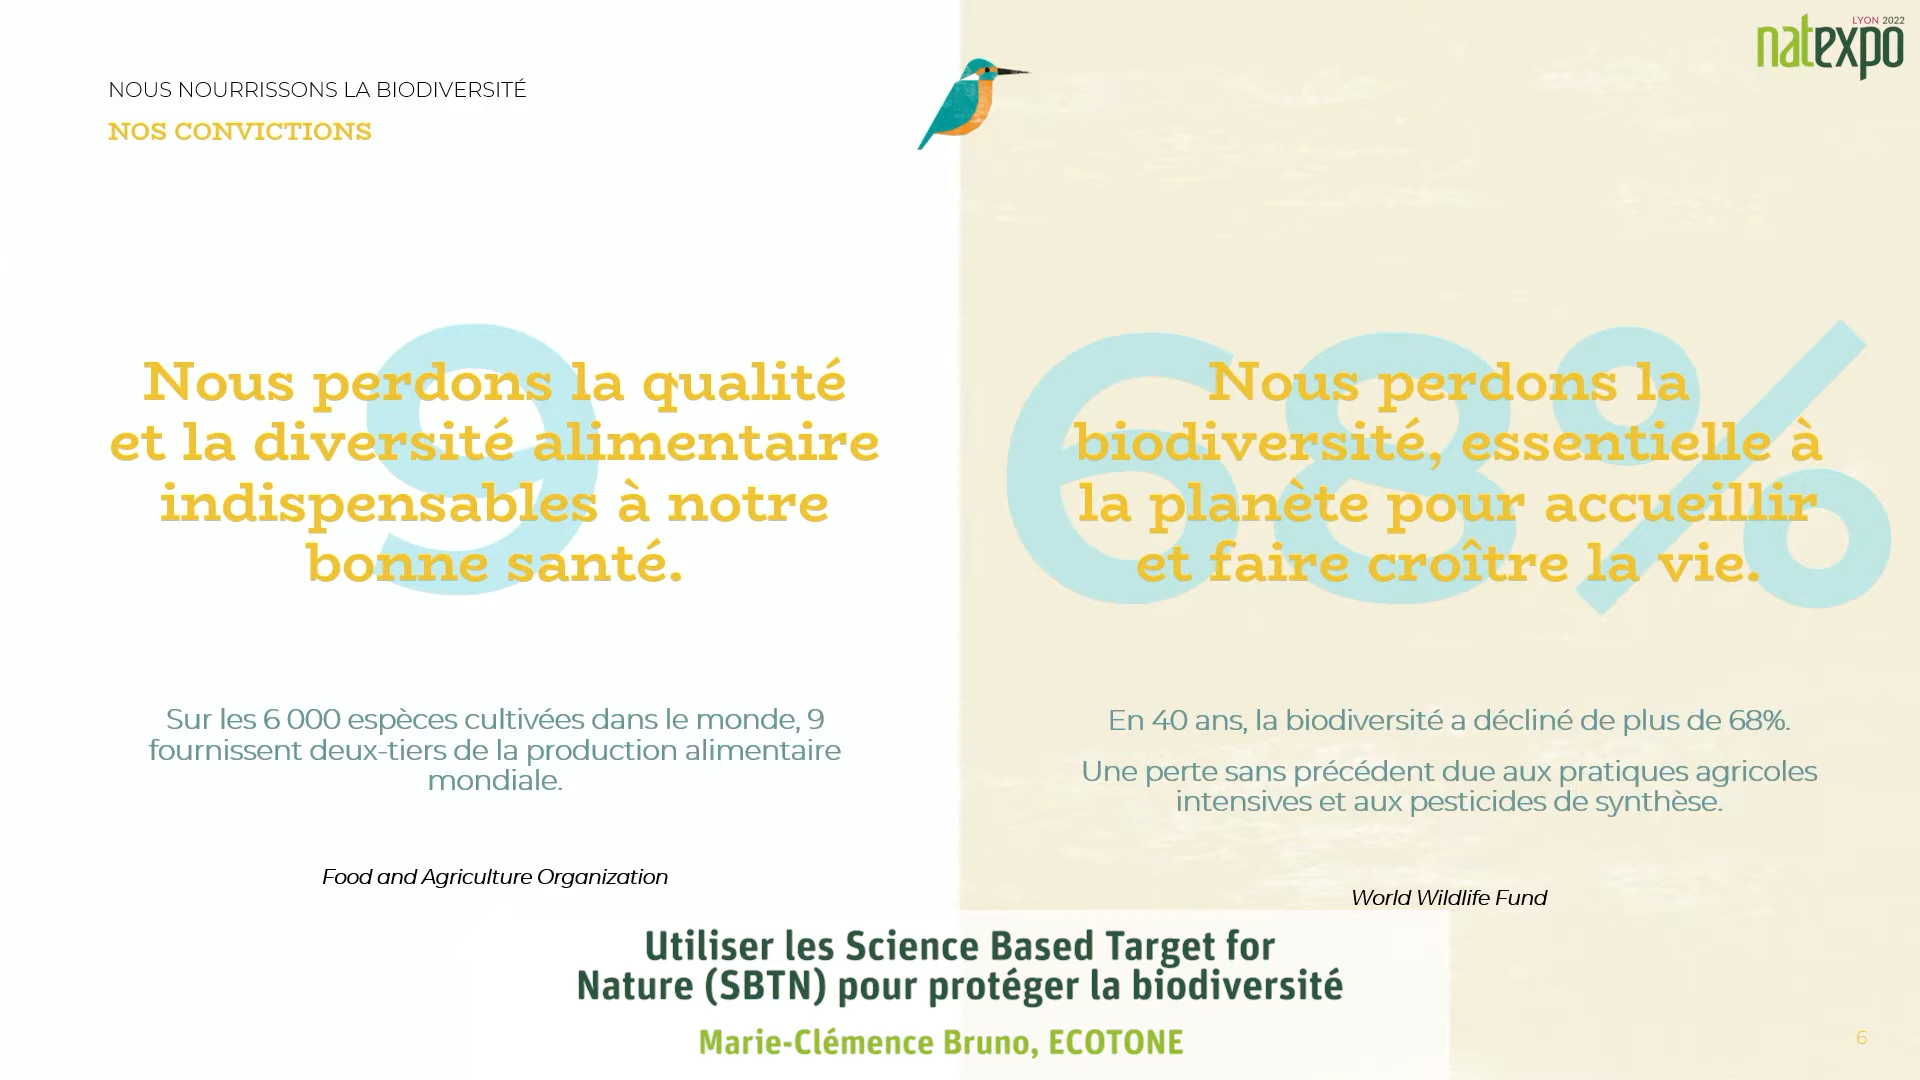 LYON 2022
natexpo
NOUS NOURRISSONS LA BIODIVERSITÉ
NOS CONVICTIONS
9
Nous perdons la qualité
et la diversité alimentaire
indispensables à notre
bonne santé.
Sur les 6 000 espèces cultivées dans le monde, 9
fournissent deux-tiers de la production alimentaire
mondiale.
Food and Agriculture Organization
68%
Nous perdons la
biodiversité, essentielle à
la planète pour accueillir
et faire croître la vie.
En 40 ans, la biodiversité a décliné de plus de 68%.
Une perte sans précédent due aux pratiques agricoles
intensives et aux pesticides de synthèse.
World Wildlife Fund
Utiliser les Science Based Target for
Nature (SBTN) pour protéger la biodiversité
Marie-Clémence Bruno, ECOTONE
6